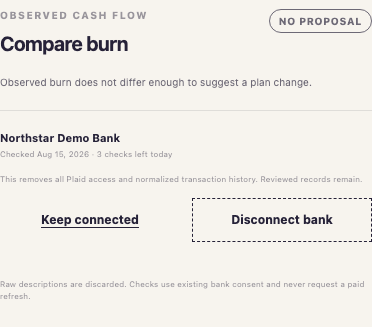 OBSERVED CASH FLOW
NO PROPOSAL
Compare burn
Observed burn does not differ enough to suggest a plan change.
Northstar Demo Bank
Checked Aug 15, 2026 · 3 checks left today
This removes all Plaid access and normalized transaction history. Reviewed records remain.
Keep connected
Disconnect bank
Raw descriptions are discarded. Checks use existing bank consent and never request a paid
refresh.